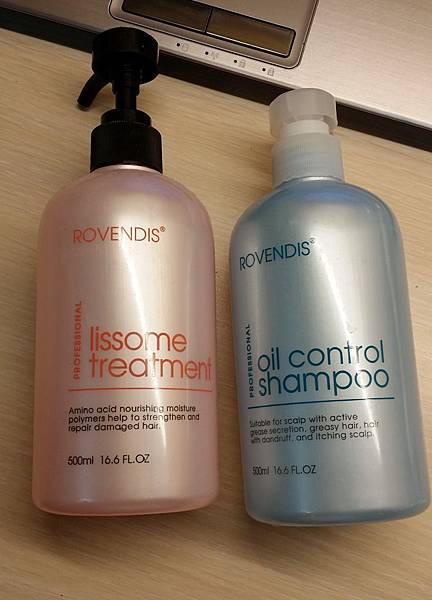 ROVENDIS®
PROFESSIONAL
lissome
treatment
Amino acid nourishing moisture
polymers help to strengthen and
repair damaged hair.
500ml 16.6 FL.OZ
ROVENDIS®
PROFESSIONAL
oil control
shampoo
Suitable for scalp with active
grease secretion, greasy hair, hair
with dandruff, and itching scalp.
500ml 16.6 FL.OZ